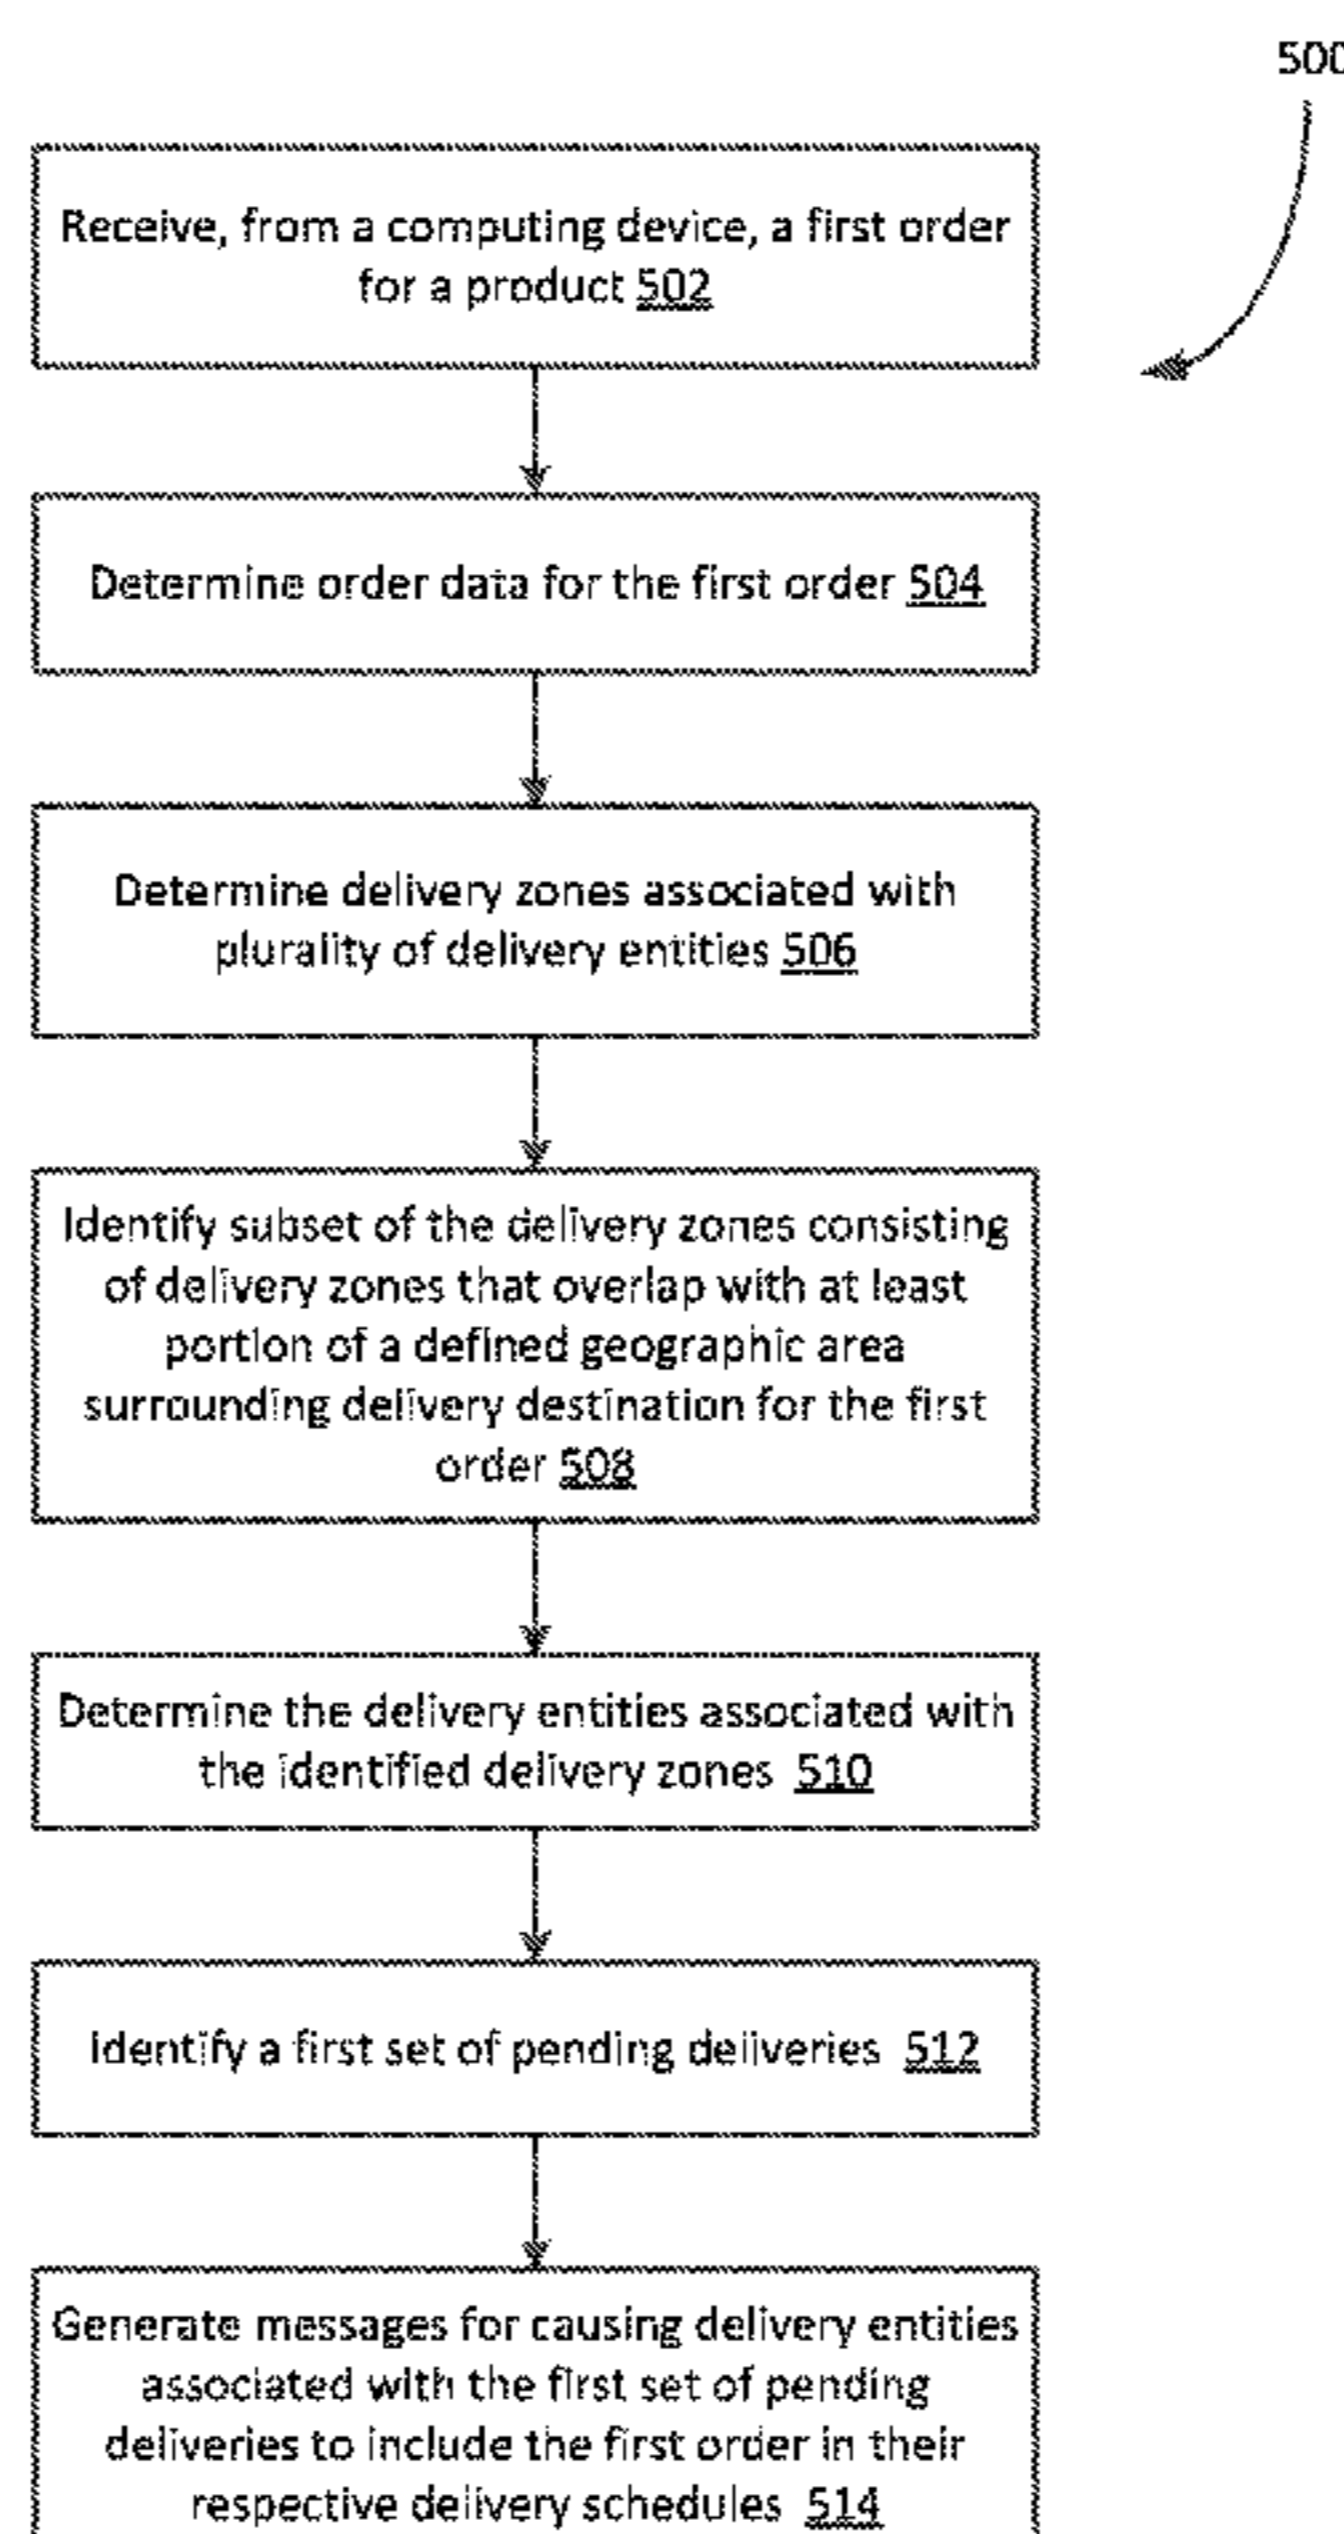 500
Receive, from a computing device, a first order
for a product 502
Determine order data for the first order 504
Determine delivery zones associated with
plurality of delivery entities 506
Identify subset of the delivery zones consisting
of delivery zones that overlap with at least
portion of a defined geographic area
surrounding delivery destination for the first
order 508
Determine the delivery entities associated with
the identified delivery zones 510
Identify a first set of pending deliveries 512
Generate messages for causing delivery entities
associated with the first set of pending
deliveries to include the first order in their
respective delivery schedules 514